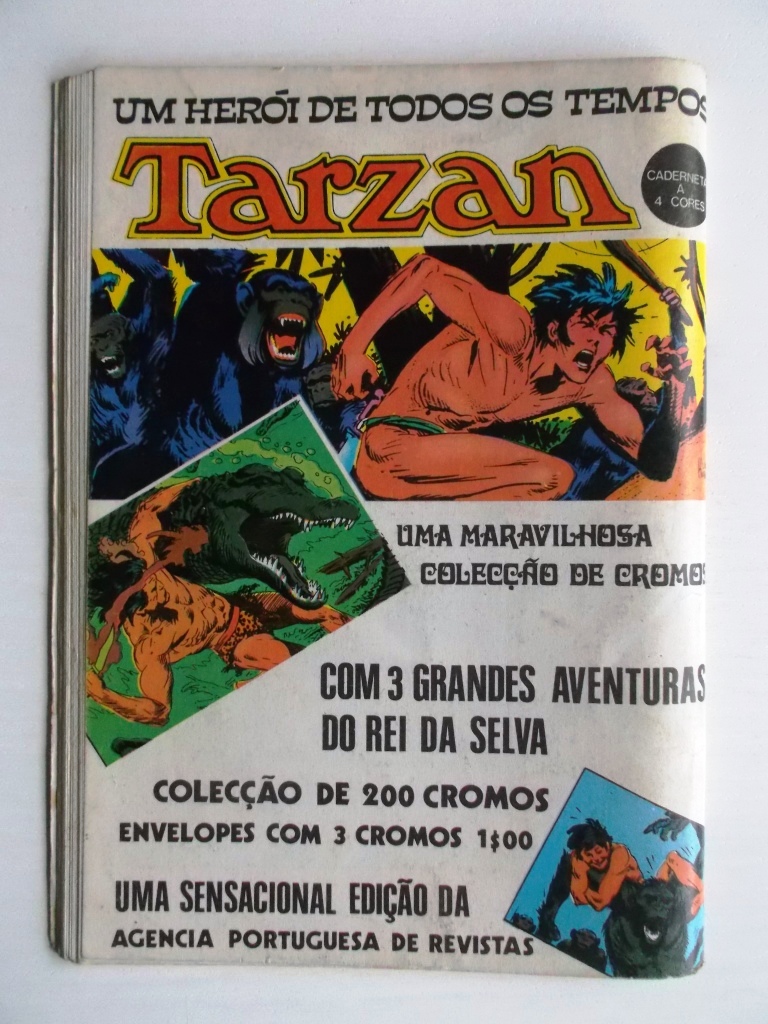 UM HERÓI DE TODOS OS TEMPOS
Tarzan
CADERNETA
A
4 CORES
UMA MARAVILHOSA
COLECÇÃO DE CROMOS
COM 3 GRANDES AVENTURAS
DO REI DA SELVA
COLECÇÃO DE 200 CROMOS
ENVELOPES COM 3 CROMOS 1$00
UMA SENSACIONAL EDIÇÃO DA
AGENCIA PORTUGUESA DE REVISTAS